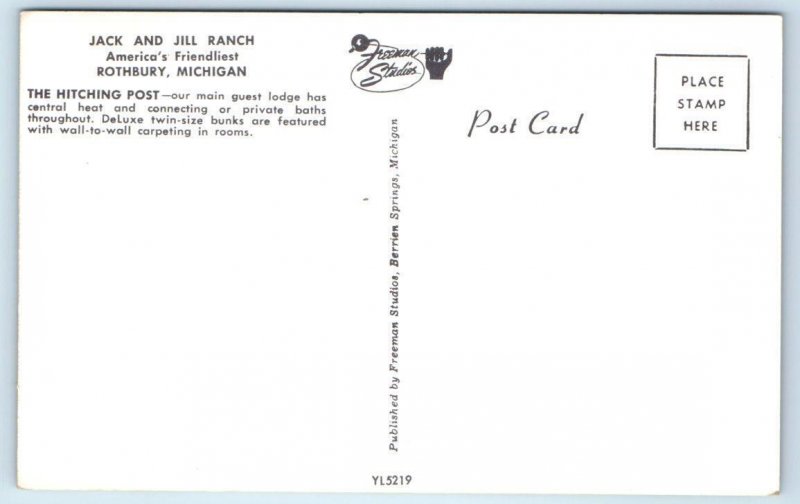 JACK AND JILL RANCH
America's Friendliest
ROTHBURY, MICHIGAN
THE HITCHING POST—our main guest lodge has
central heat and connecting or private baths
throughout. DeLuxe twin-size bunks are featured
with wall-to-wall carpeting in rooms.
Freeman
Studios
Published by Freeman Studios, Berrien Springs, Michigan
Post Card
PLACE
STAMP
HERE
YL5219